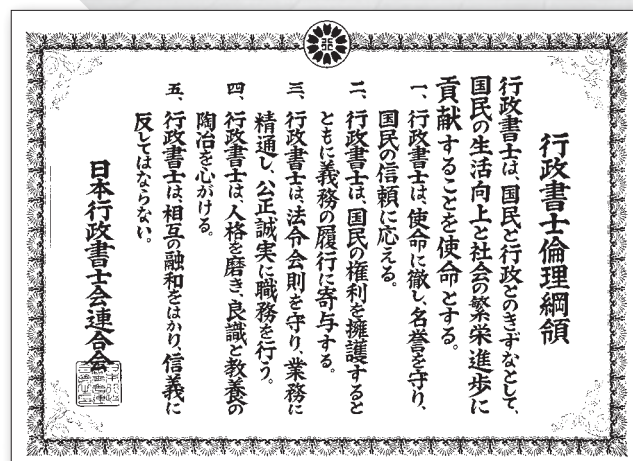 行政書士倫理綱領
行政書士は、国民と行政とのきずなとして、
国民の生活向上と社会の繁栄進歩に
貢献することを使命とする。
一、行政書士は、使命に徹し、名誉を守り、
国民の信頼に応える。
二、行政書士は、国民の権利を擁護すると
ともに義務の履行に寄与する。
三、行政書士は、法令会則を守り、業務に
精通し、公正誠実に職務を行う。
四、行政書士は、人格を磨き、良識と教養の
陶冶を心がける。
五、行政書士は、相互の融和をはかり、信義に
反してはならない。
日本行政書士会連合会